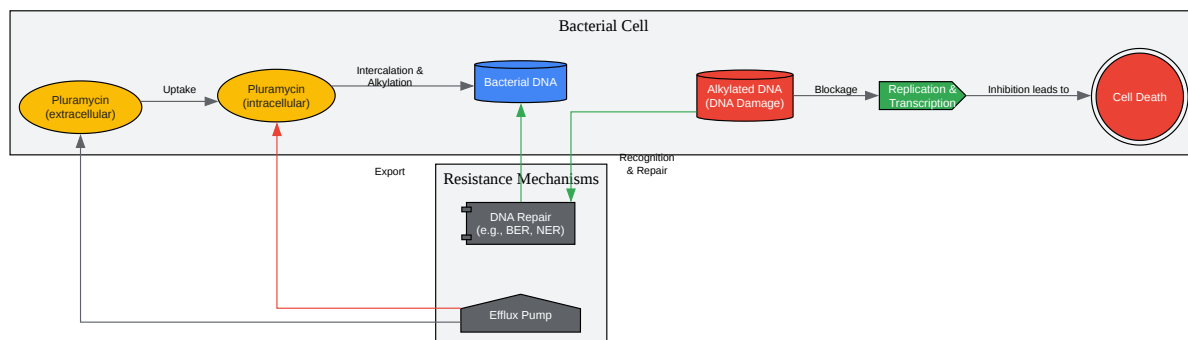 Bacterial Cell
Pluramycin
(extracellular)
Uptake
Pluramycin
(intracellular)
Intercalation &
Alkylation
Bacterial DNA
Alkylated DNA
(DNA Damage)
Blockage
Replication &
Transcription
Inhibition leads to
Cell Death
Export
Recognition
& Repair
Resistance Mechanisms
DNA Repair
(e.g., BER, NER)
Efflux Pump